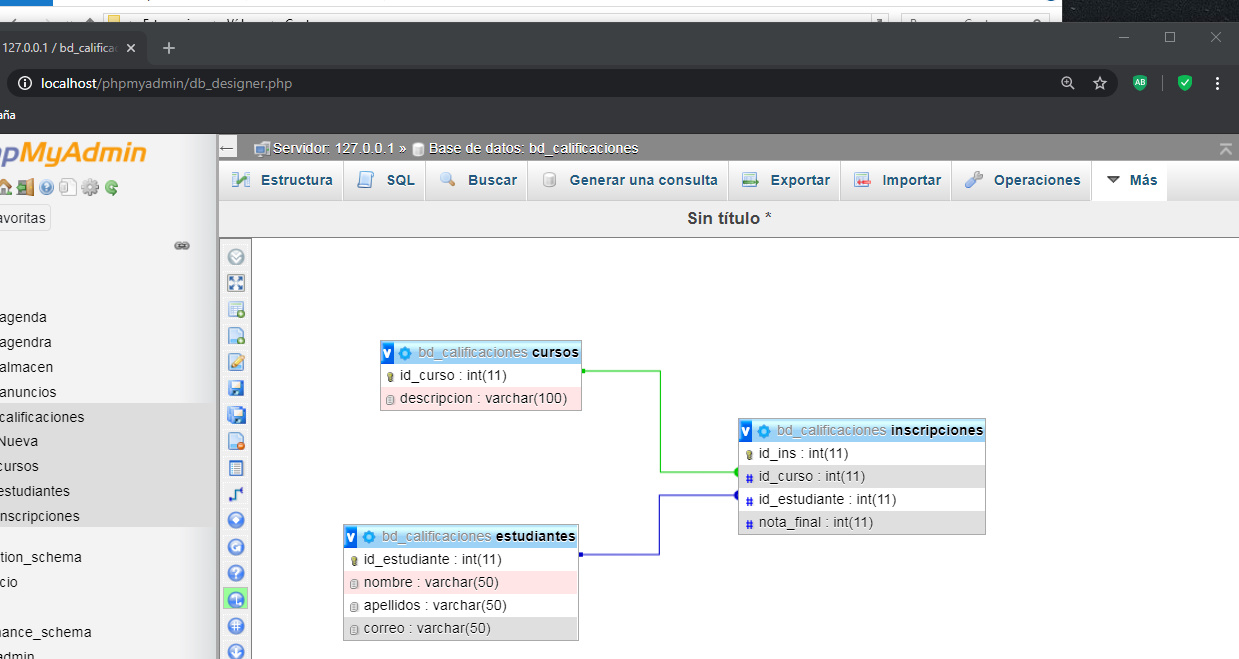 127.0.0.1 / bd_califica
localhost/phpmyadmin/db_designer.php
aña
pMyAdmin
Servidor: 127.0.0.1 » Base de datos: bd_calificaciones
Estructura SQL Buscar Generar una consulta Exportar Importar Operaciones Más
avoritas
Sin título *
agenda
agendra
almacen
anuncios
calificaciones
Nueva
cursos
estudiantes
nscripciones
tion_schema
cio
ance_schema
admin
bd_calificaciones cursos
id_curso : int(11)
descripcion : varchar(100)
bd_calificaciones inscripciones
id_ins : int(11)
id_curso : int(11)
id_estudiante : int(11)
nota_final : int(11)
bd_calificaciones estudiantes
id_estudiante : int(11)
nombre : varchar(50)
apellidos : varchar(50)
correo : varchar(50)